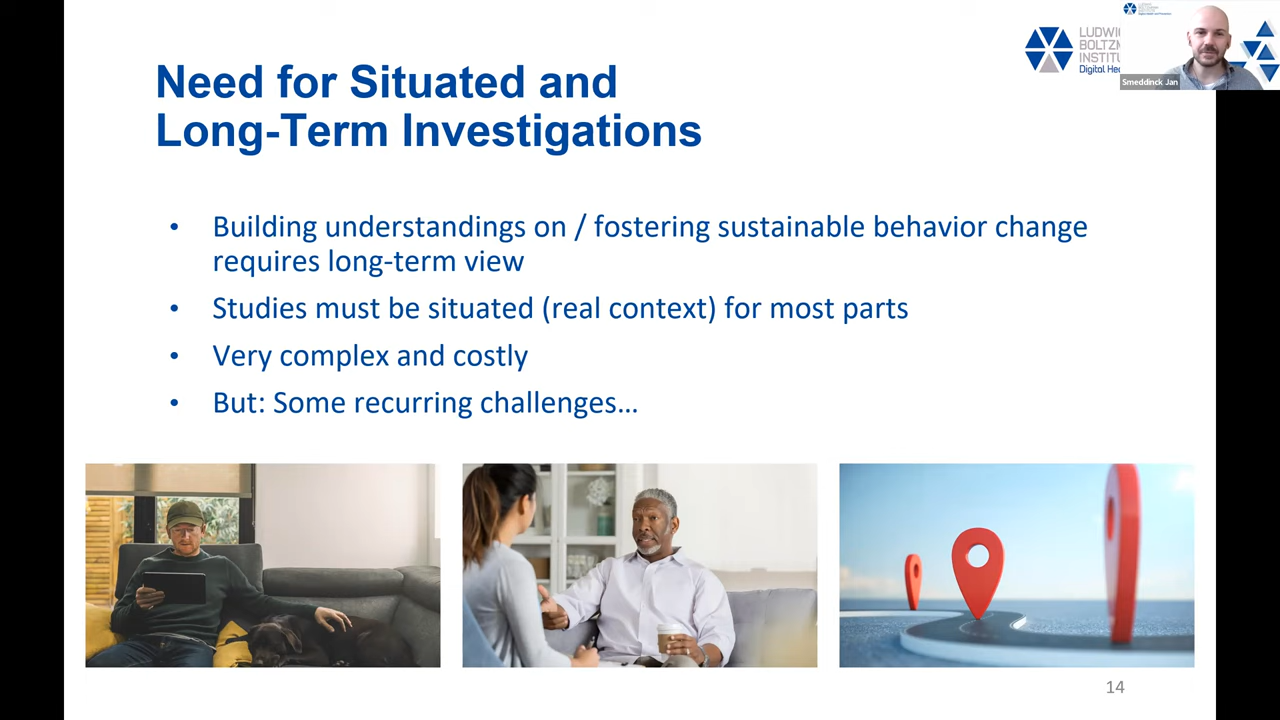 Need for Situated and
Long-Term Investigations
LUDWIG
BOLTZM
INSTITU
Digital Hea
Smeddinck Jan
• Building understandings on / fostering sustainable behavior change
requires long-term view
• Studies must be situated (real context) for most parts
• Very complex and costly
• But: Some recurring challenges...
14